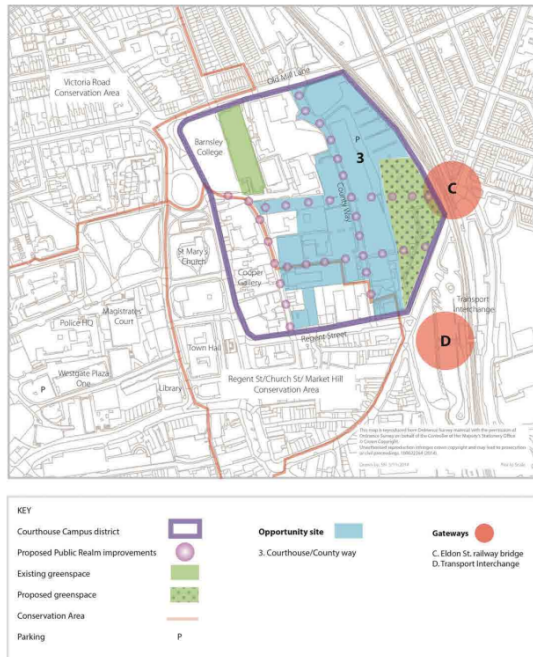 Old Mill Lane
Victoria Road
Conservation Area
Barnsley
College
P
3
C
County Way
St Mary's
Church
Cooper
Gallery
Transport
Interchange
Magistrates'
Court
Police HQ
D
Regent Street
Town Hall
Westgate Plaza
One
P
Library
Regent St/Church St/ Market Hill
Conservation Area
KEY
Courthouse Campus district
Proposed Public Realm improvements
Existing greenspace
Proposed greenspace
Conservation Area
Parking
P
Opportunity site
3. Courthouse/County way
Gateways
C. Eldon St. railway bridge
D. Transport Interchange